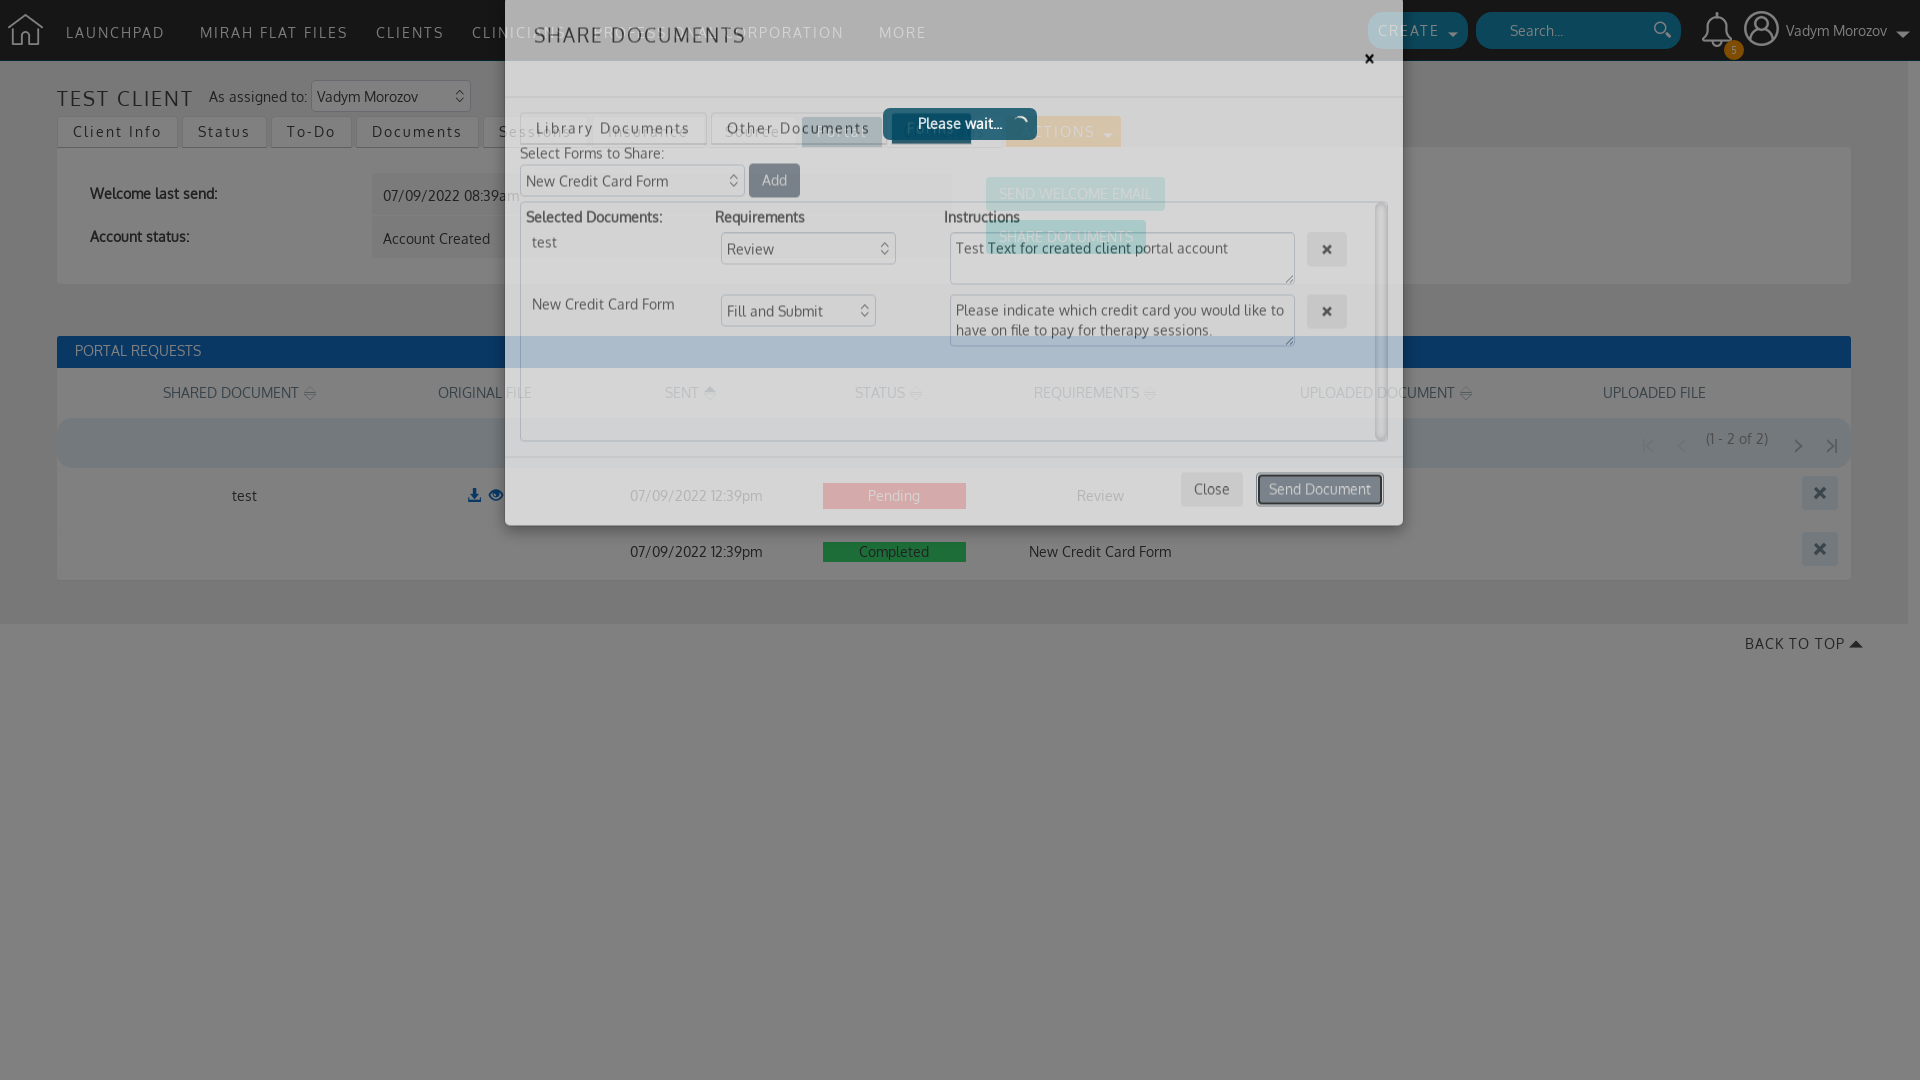 LAUNCHPAD MIRAH FLAT FILES CLIENTS MORE CREATE Search... 5 Vadym Morozov
SHARE DOCUMENTS
×
TEST CLIENT As assigned to: Vadym Morozov
Client Info Status To-Do Documents
Library Documents Other Documents Forms
Please wait...
Select Forms to Share:
New Credit Card Form Add
Welcome last send: 07/09/2022 08:39am
SEND WELCOME EMAIL
Account status: Account Created
SHARE DOCUMENTS
Selected Documents: Requirements Instructions
test Review Test Text for created client portal account
New Credit Card Form Fill and Submit Please indicate which credit card you would like to
have on file to pay for therapy sessions.
PORTAL REQUESTS
SHARED DOCUMENT ORIGINAL FILE SENT STATUS REQUIREMENTS UPLOADED DOCUMENT UPLOADED FILE
(1 - 2 of 2)
Close Send Document
test 07/09/2022 12:39pm Pending Review
07/09/2022 12:39pm Completed New Credit Card Form
BACK TO TOP